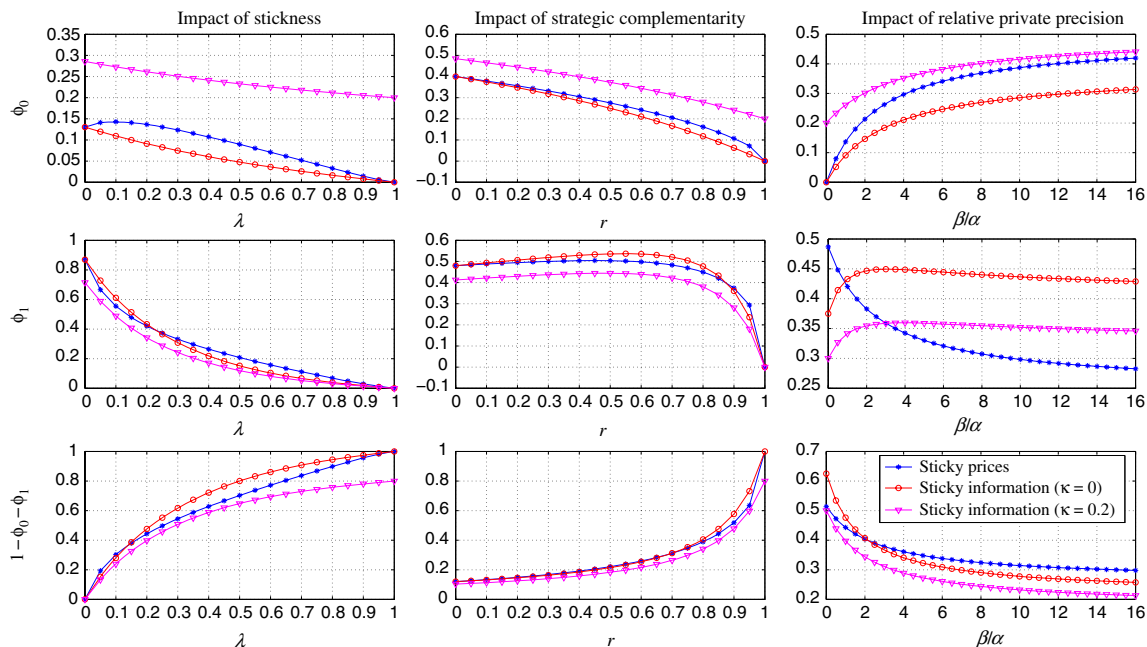 Impact of stickness
Impact of strategic complementarity
Impact of relative private precision
ϕ0
0.35
0.3
0.25
0.2
0.15
0.1
0.05
0
0 0.1 0.2 0.3 0.4 0.5 0.6 0.7 0.8 0.9 1
λ
0.6
0.5
0.4
0.3
0.2
0.1
0
−0.1
0 0.1 0.2 0.3 0.4 0.5 0.6 0.7 0.8 0.9 1
r
0.5
0.4
0.3
0.2
0.1
0
0 2 4 6 8 10 12 14 16
β/α
ϕ1
1
0.8
0.6
0.4
0.2
0
0 0.1 0.2 0.3 0.4 0.5 0.6 0.7 0.8 0.9 1
λ
0.6
0.5
0.4
0.3
0.2
0.1
0
−0.1
0 0.1 0.2 0.3 0.4 0.5 0.6 0.7 0.8 0.9 1
r
0.5
0.45
0.4
0.35
0.3
0.25
0 2 4 6 8 10 12 14 16
β/α
1 − ϕ0 − ϕ1
1
0.8
0.6
0.4
0.2
0
0 0.1 0.2 0.3 0.4 0.5 0.6 0.7 0.8 0.9 1
λ
1
0.8
0.6
0.4
0.2
0
0 0.1 0.2 0.3 0.4 0.5 0.6 0.7 0.8 0.9 1
r
0.7
0.6
0.5
0.4
0.3
0.2
Sticky prices
Sticky information (κ = 0)
Sticky information (κ = 0.2)
0 2 4 6 8 10 12 14 16
β/α